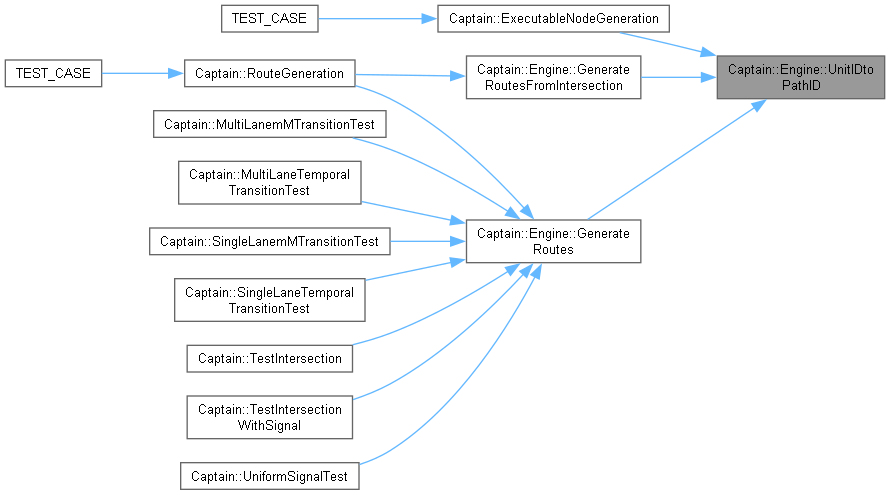 TEST_CASE
Captain::ExecutableNodeGeneration
TEST_CASE
Captain::RouteGeneration
Captain::Engine::Generate
RoutesFromIntersection
Captain::Engine::UnitIDto
PathID
Captain::MultiLanemMTransitionTest
Captain::MultiLaneTemporal
TransitionTest
Captain::SingleLanemMTransitionTest
Captain::Engine::Generate
Routes
Captain::SingleLaneTemporal
TransitionTest
Captain::TestIntersection
Captain::TestIntersection
WithSignal
Captain::UniformSignalTest